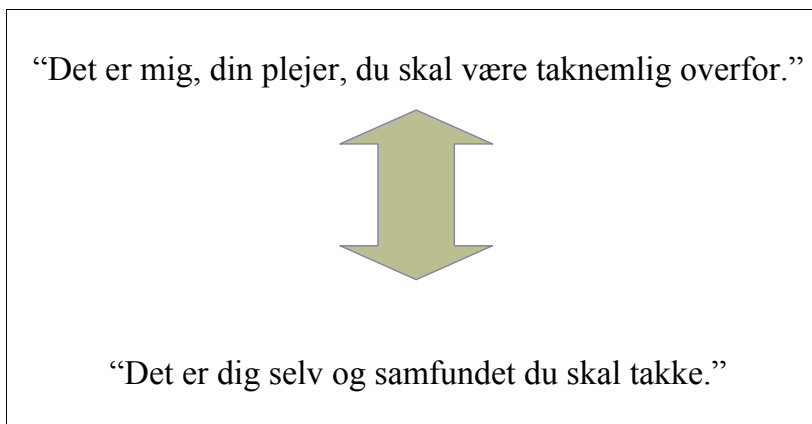 “Det er mig, din plejer, du skal være taknemlig overfor.”
“Det er dig selv og samfundet du skal takke.”